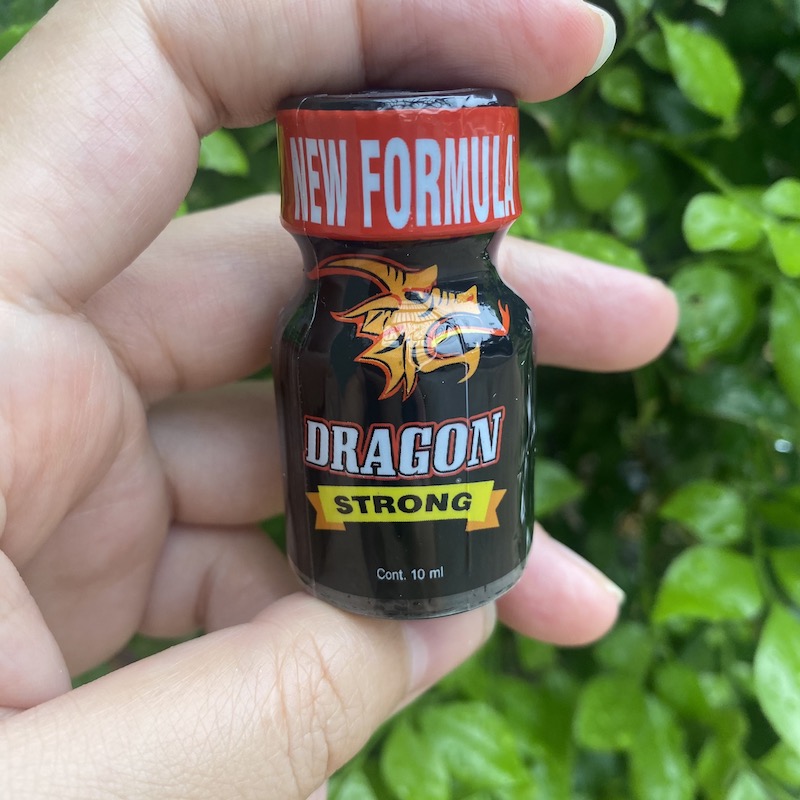 NEW FORMULA
DRAGON
STRONG
Cont. 10 ml